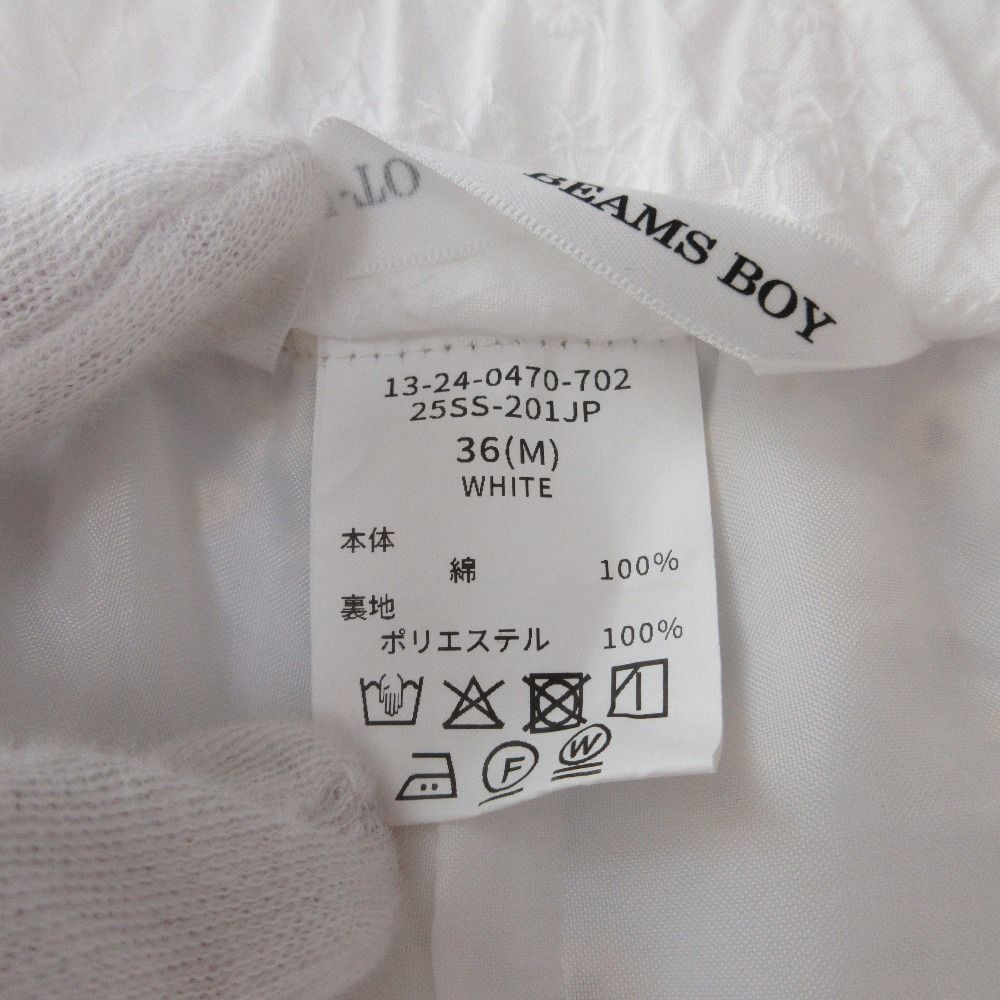 BEAMS BOY
13-24-0470-702
25SS-201JP
36(M)
WHITE
本体
綿 100%
裏地
ポリエステル 100%
F
W